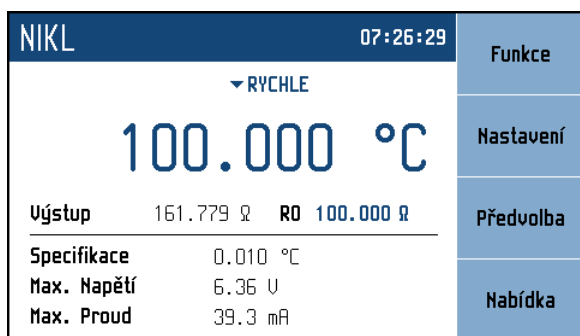 NIKL 07:26:29
RYCHLE
100.000 °C
Výstup 161.779 Ω R0 100.000 Ω
Specifikace 0.010 °C
Max. Napětí 6.36 V
Max. Proud 39.3 mA
Funkce
Nastavení
Předvolba
Nabídka